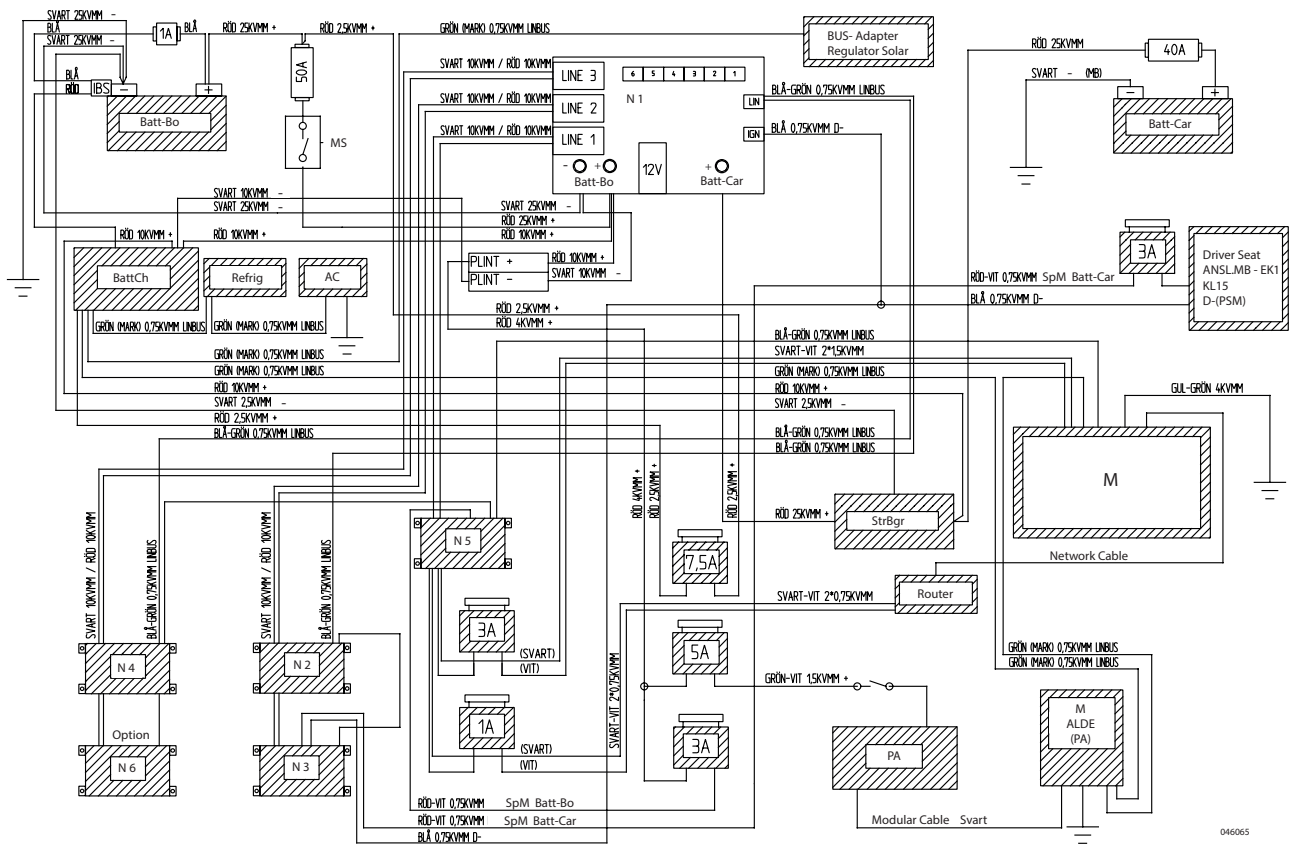 SVART 25KVMM -
BLÅ
SVART 25KVMM -
1A
BLÅ
RÖD 25KVMM +
RÖD 2,5KVMM +
GRÖN (MARK) 0,75KVMM LINBUS
BUS- Adapter
Regulator Solar
RÖD 25KVMM
40A
SVART - (MB)
- +
Batt-Car
BLÅ
RÖD
IBS
- +
Batt-Bo
50A
MS
SVART 10KVMM / RÖD 10KVMM
LINE 3
SVART 10KVMM / RÖD 10KVMM
LINE 2
SVART 10KVMM / RÖD 10KVMM
LINE 1
6 5 4 3 2 1
N 1
LIN
IGN
BLÅ-GRÖN 0,75KVMM LINBUS
BLÅ 0,75KVMM D-
- +
Batt-Bo
12V
+
Batt-Car
SVART 10KVMM -
SVART 25KVMM -
SVART 25KVMM -
RÖD 25KVMM +
RÖD 10KVMM +
RÖD 10KVMM +
RÖD 10KVMM +
BattCh
Refrig
AC
PLINT +
PLINT -
RÖD 10KVMM +
SVART 10KVMM -
3A
Driver Seat
ANSL.MB - EK1
KL15
D-(PSM)
RÖD-VIT 0,75KVMM SpM Batt-Car
BLÅ 0,75KVMM D-
GRÖN (MARK) 0,75KVMM LINBUS
GRÖN (MARK) 0,75KVMM LINBUS
RÖD 2,5KVMM +
RÖD 4KVMM +
GRÖN (MARK) 0,75KVMM LINBUS
GRÖN (MARK) 0,75KVMM LINBUS
RÖD 10KVMM +
SVART 2,5KVMM -
RÖD 2,5KVMM +
BLÅ-GRÖN 0,75KVMM LINBUS
BLÅ-GRÖN 0,75KVMM LINBUS
SVART-VIT 2*1,5KVMM
GRÖN (MARK) 0,75KVMM LINBUS
RÖD 10KVMM +
SVART 2,5KVMM -
BLÅ-GRÖN 0,75KVMM LINBUS
BLÅ-GRÖN 0,75KVMM LINBUS
GUL-GRÖN 4KVMM
M
Network Cable
RÖD 4KVMM +
RÖD 2,5KVMM +
RÖD 2,5KVMM +
RÖD 25KVMM +
StrBgr
Router
SVART-VIT 2*0,75KVMM
SVART 10KVMM / RÖD 10KVMM
BLÅ-GRÖN 0,75KVMM LINBUS
SVART 10KVMM / RÖD 10KVMM
BLÅ-GRÖN 0,75KVMM LINBUS
N 5
7,5A
3A
(SVART)
(VIT)
SVART-VIT 2*0,75KVMM
5A
GRÖN-VIT 1,5KVMM +
GRÖN (MARK) 0,75KVMM LINBUS
GRÖN (MARK) 0,75KVMM LINBUS
N 4
N 2
1A
(SVART)
(VIT)
3A
PA
M
ALDE
(PA)
Option
N 6
N 3
RÖD-VIT 0,75KVMM SpM Batt-Bo
RÖD-VIT 0,75KVMM SpM Batt-Car
BLÅ 0,75KVMM D-
Modular Cable Svart
046065